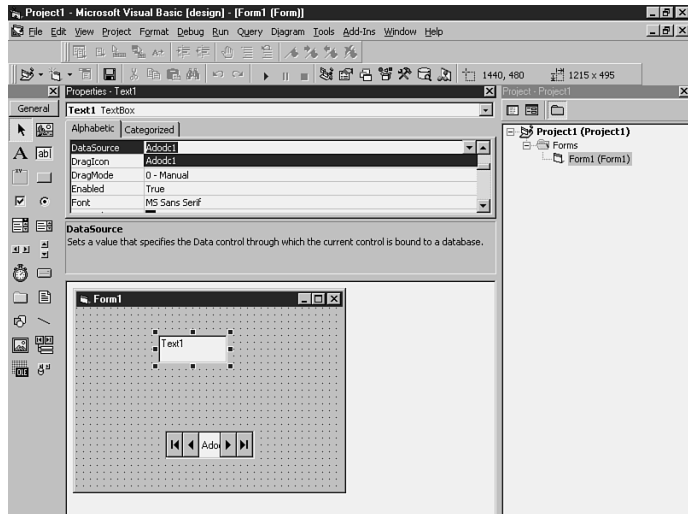 Project1 - Microsoft Visual Basic [design] - [Form1 (Form)]
File Edit View Project Format Debug Run Query Diagram Tools Add-Ins Window Help
1440, 480
1215 x 495
Properties - Text1
Project - Project1
General
Text1 TextBox
Alphabetic
Categorized
DataSource
Adodc1
Adodc1
DragIcon
DragMode
0 - Manual
Enabled
True
Font
MS Sans Serif
DataSource
Sets a value that specifies the Data control through which the current control is bound to a database.
Project1 (Project1)
Forms
Form1 (Form1)
A
ab
OLE
Form1
Text1
Ado